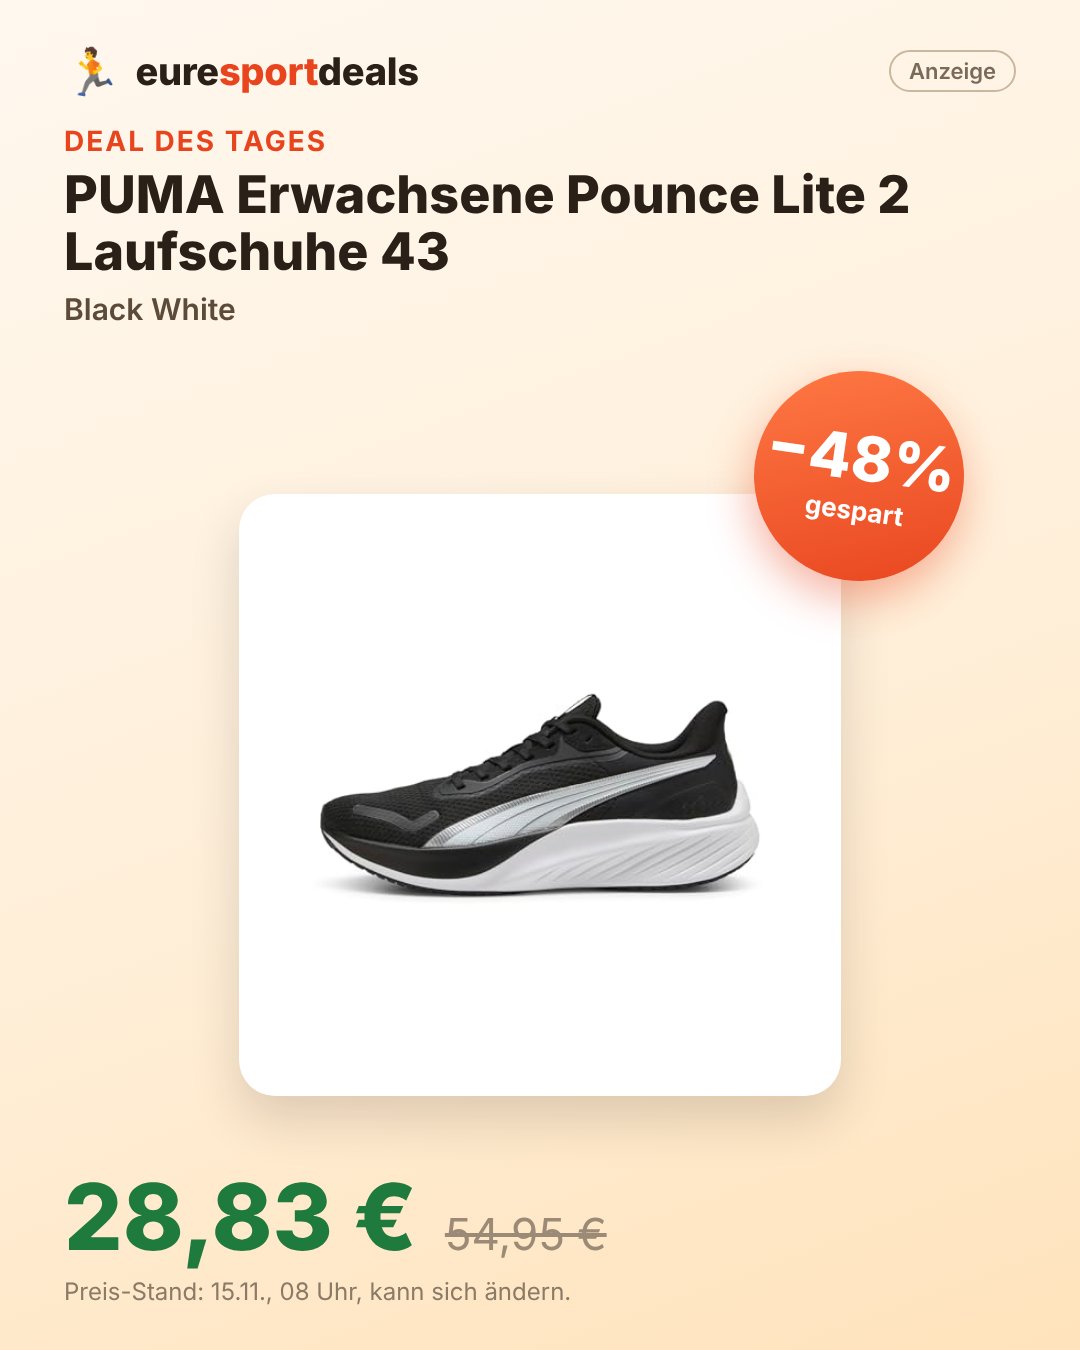 euresportdeals
Anzeige
DEAL DES TAGES
PUMA Erwachsene Pounce Lite 2
Laufschuhe 43
Black White
−48%
gespart
28,83 € 54,95 €
Preis-Stand: 15.11., 08 Uhr, kann sich ändern.